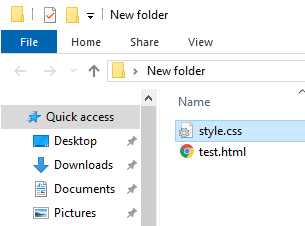 New folder
File
Home
Share
View
New folder
Quick access
Desktop
Downloads
Documents
Pictures
Name
style.css
test.html